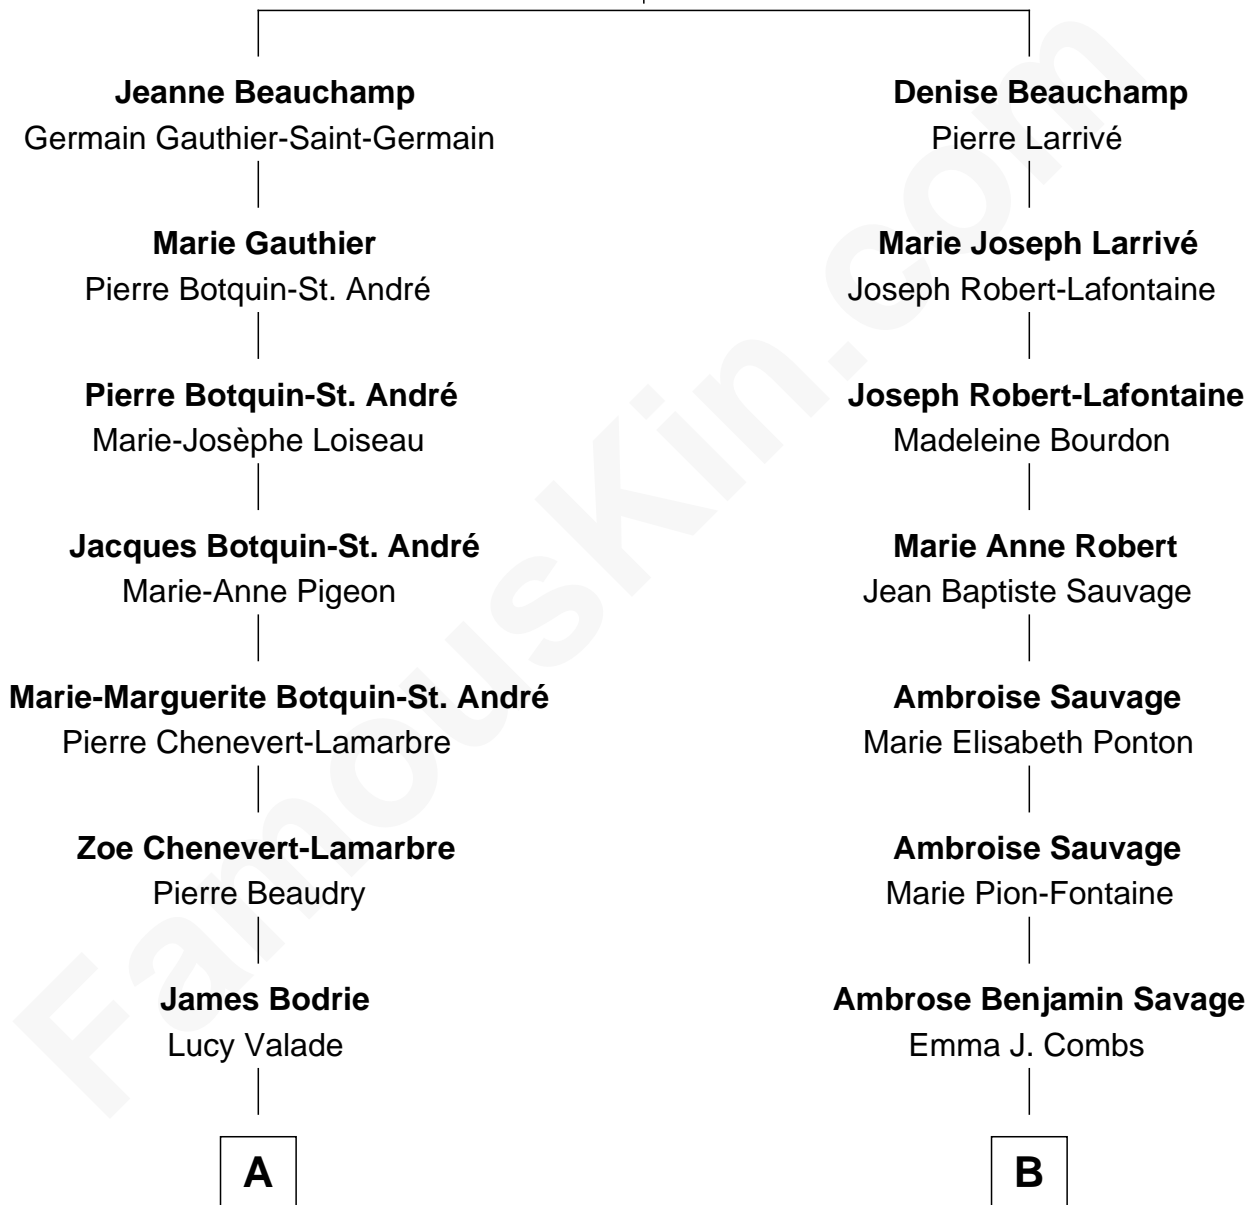 Jeanne Beauchamp
Germain Gauthier-Saint-Germain
Marie Gauthier
Pierre Botquin-St. André
Pierre Botquin-St. André
Marie-Josèphe Loiseau
Jacques Botquin-St. André
Marie-Anne Pigeon
Marie-Marguerite Botquin-St. André
Pierre Chenevert-Lamarbre
Zoe Chenevert-Lamarbre
Pierre Beaudry
James Bodrie
Lucy Valade
A
Denise Beauchamp
Pierre Larrivé
Marie Joseph Larrivé
Joseph Robert-Lafontaine
Joseph Robert-Lafontaine
Madeleine Bourdon
Marie Anne Robert
Jean Baptiste Sauvage
Ambroise Sauvage
Marie Elisabeth Ponton
Ambroise Sauvage
Marie Pion-Fontaine
Ambrose Benjamin Savage
Emma J. Combs
B
FamousKin.com